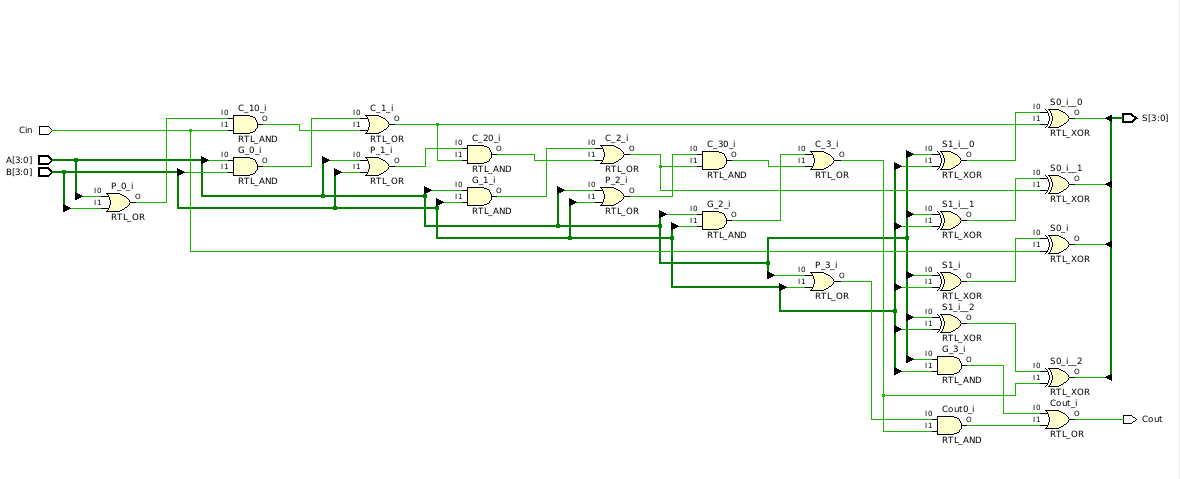 C_10_i
I0 O
I1
RTL_AND
C_1_i
I0 O
I1
RTL_OR
S0_i__0
I0 O
I1
RTL_XOR
S[3:0]
Cin
A[3:0]
B[3:0]
G_0_i
I0 O
I1
RTL_AND
P_1_i
I0 O
I1
RTL_OR
C_20_i
I0 O
I1
RTL_AND
C_2_i
I0 O
I1
RTL_OR
C_30_i
I0 O
I1
RTL_AND
C_3_i
I0 O
I1
RTL_OR
S1_i__0
I0 O
I1
RTL_XOR
P_0_i
I0 O
I1
RTL_OR
G_1_i
I0 O
I1
RTL_AND
P_2_i
I0 O
I1
RTL_OR
S0_i__1
I0 O
I1
RTL_XOR
G_2_i
I0 O
I1
RTL_AND
S1_i__1
I0 O
I1
RTL_XOR
S0_i
I0 O
I1
RTL_XOR
P_3_i
I0 O
I1
RTL_OR
S1_i
I0 O
I1
RTL_XOR
S1_i__2
I0 O
I1
RTL_XOR
G_3_i
I0 O
I1
RTL_AND
S0_i__2
I0 O
I1
RTL_XOR
Cout0_i
I0 O
I1
RTL_AND
Cout_i
I0 O
I1
RTL_OR
Cout